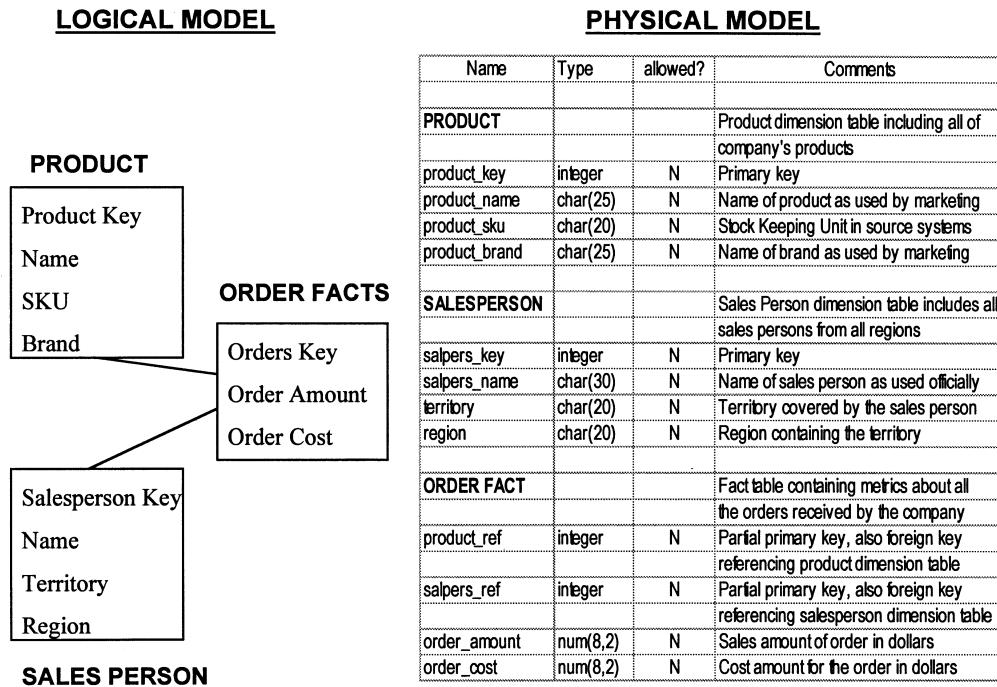 LOGICAL MODEL
PRODUCT
Product Key
Name
SKU
Brand
ORDER FACTS
Orders Key
Order Amount
Order Cost
Salesperson Key
Name
Territory
Region
SALES PERSON
PHYSICAL MODEL
Name Type allowed? Comments
PRODUCT Product dimension table including all of
company's products
product_key integer N Primary key
product_name char(25) N Name of product as used by marketing
product_sku char(20) N Stock Keeping Unit in source systems
product_brand char(25) N Name of brand as used by marketing
SALESPERSON Sales Person dimension table includes all
sales persons from all regions
salpers_key integer N Primary key
salpers_name char(30) N Name of sales person as used officially
territory char(20) N Territory covered by the sales person
region char(20) N Region containing the territory
ORDER FACT Fact table containing metrics about all
the orders received by the company
product_ref integer N Partial primary key, also foreign key
referencing product dimension table
salpers_ref integer N Partial primary key, also foreign key
referencing salesperson dimension table
order_amount num(8,2) N Sales amount of order in dollars
order_cost num(8,2) N Cost amount for the order in dollars